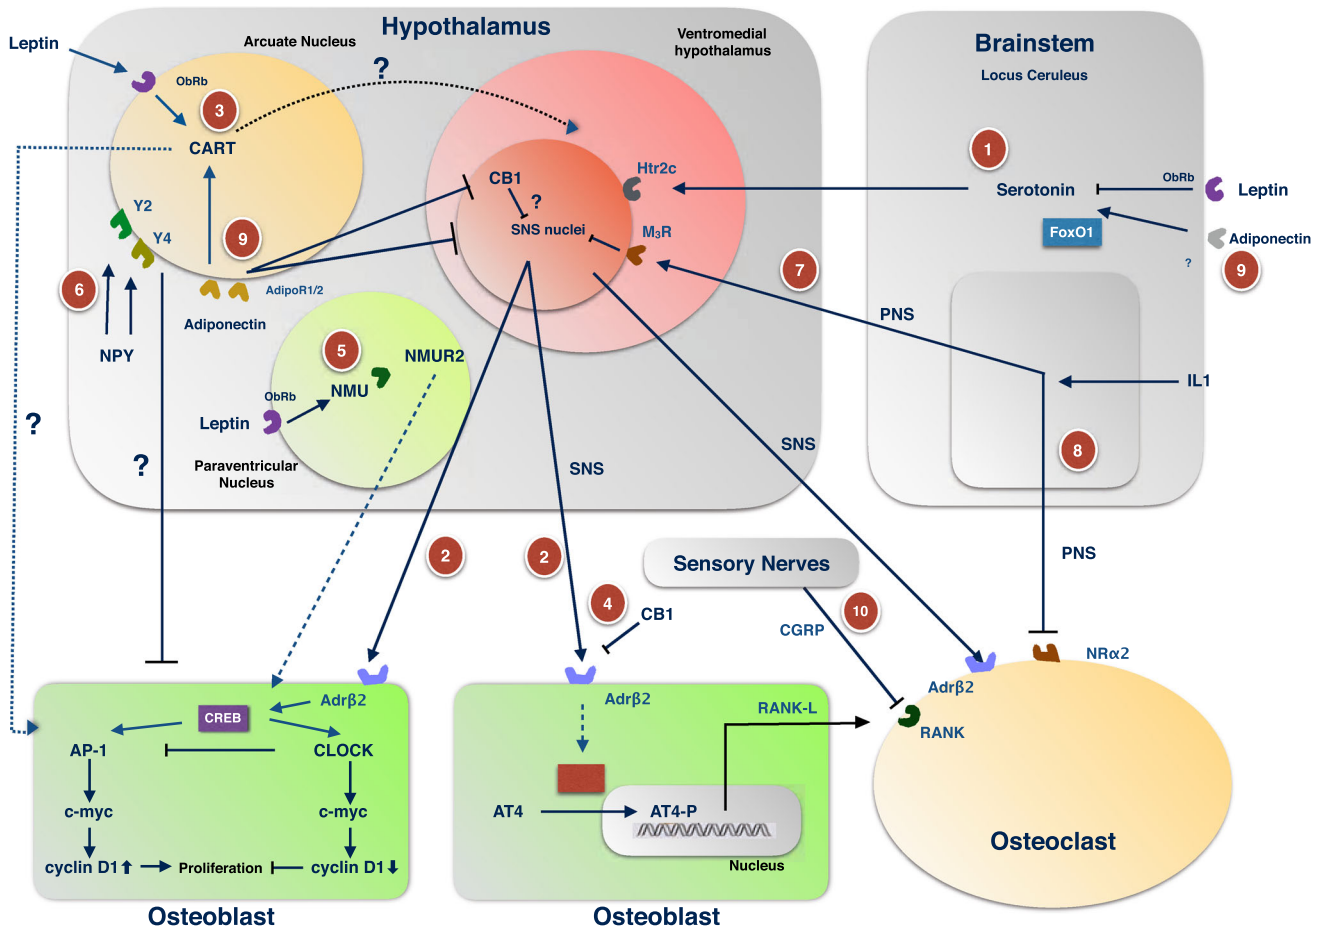 Hypothalamus
Arcuate Nucleus
Ventromedial
hypothalamus
Brainstem
Locus Ceruleus
Leptin
ObRb
?
3
CART
CB1
?
SNS nuclei
Htr2c
M3R
1
Serotonin
ObRb
Leptin
FoxO1
Adiponectin
?
9
Y2
Y4
9
6
AdipoR1/2
Adiponectin
NPY
7
PNS
5
NMUR2
NMU
ObRb
Leptin
Paraventricular
Nucleus
IL1
8
?
?
SNS
SNS
2
2
PNS
Sensory Nerves
4
CB1
10
CGRP
NRα2
Adrβ2
RANK
Osteoclast
Adrβ2
CREB
AP-1
CLOCK
c-myc
c-myc
cyclin D1
Proliferation
cyclin D1
Osteoblast
Adrβ2
RANK-L
AT4
AT4-P
Nucleus
Osteoblast